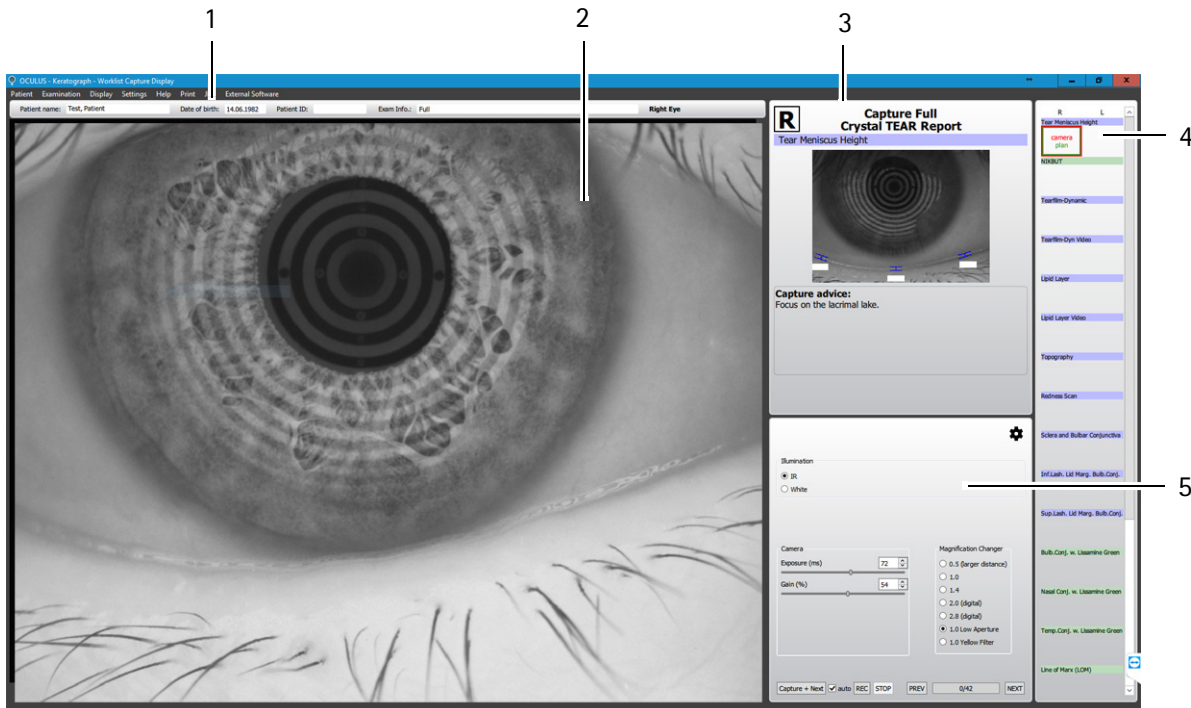 1
2
3
OCULUS - Keratograph - Worklist Capture Display
Patient Examination Display Settings Help Print External Software
Patient name: Test, Patient Date of birth: 14.06.1982 Patient ID: Exam Info.: Full Right Eye
R
Capture Full
Crystal TEAR Report
Tear Meniscus Height
Capture advice:
Focus on the lacrimal lake.
R L
Tear Meniscus Height
camera
plan
4
NIKBUT
Tearfilm-Dynamic
Tearfilm-Dyn Video
Lipid Layer
Lipid Layer Video
Topography
Redness Scan
Sclera and Bulbar Conjunctiva
Inf.Lash. Lid Marg. Bulb.Conj.
Sup.Lash. Lid Marg. Bulb.Conj.
Bulb.Conj. w. Lissamine Green
Nasal Conj. w. Lissamine Green
Temp.Conj. w. Lissamine Green
Line of Marx (LOM)
Illumination
IR
White
5
Camera
Exposure (ms) 72
Gain (%) 54
Magnification Changer
0.5 (larger distance)
1.0
1.4
2.0 (digital)
2.8 (digital)
1.0 Low Aperture
1.0 Yellow Filter
Capture + Next auto REC STOP PREV 0/42 NEXT